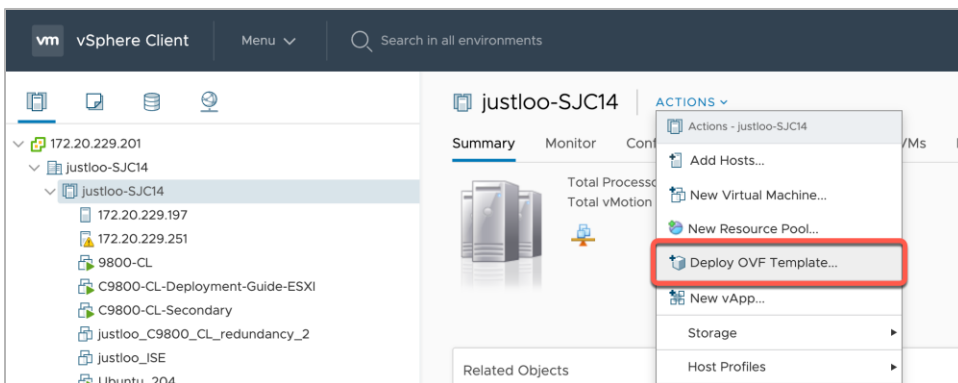 vm vSphere Client Menu Search in all environments
justloo-SJC14 ACTIONS
Actions - justloo-SJC14
172.20.229.201
Summary Monitor /VMs
justloo-SJC14
Add Hosts...
justloo-SJC14
Total
172.20.229.197
Total vMotion
New Virtual Machine...
172.20.229.251
New Resource Pool...
9800-CL
Deploy OVF Template...
C9800-CL-Deployment-Guide-ESXI
C9800-CL-Secondary
New vApp...
justloo_C9800_CL_redundancy_2
Storage
justloo_ISE
Related Objects
Host Profiles
Ubuntu_204